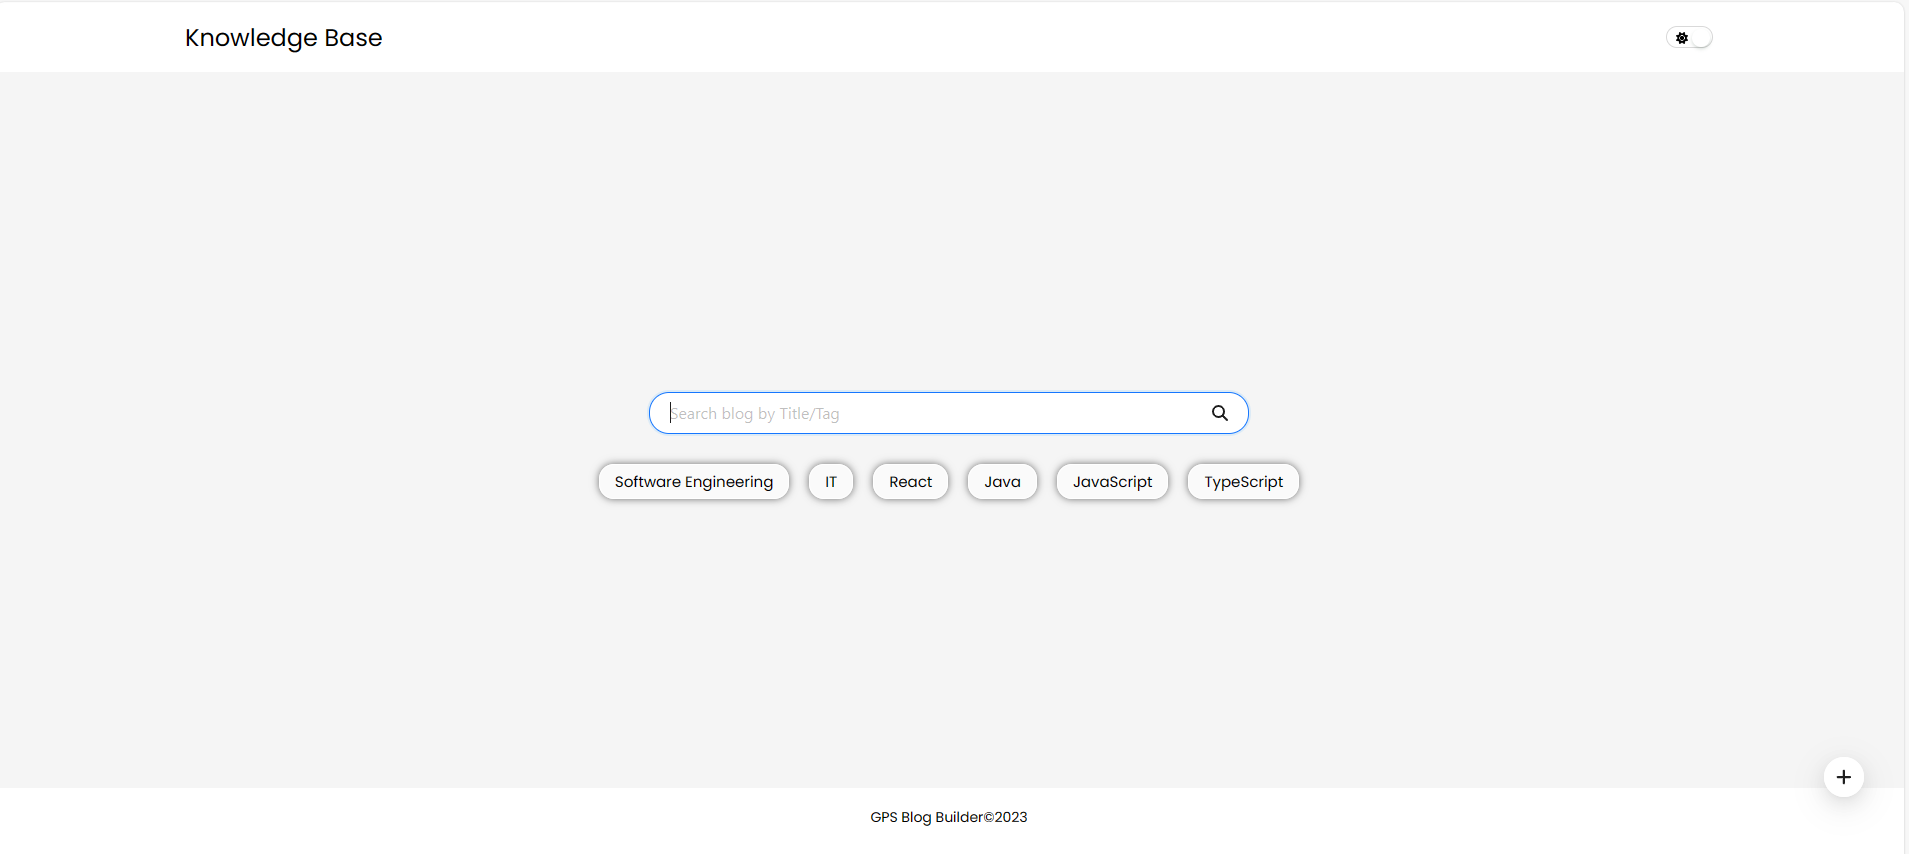 Knowledge Base
Search blog by Title/Tag
Software Engineering IT React Java JavaScript TypeScript
GPS Blog Builder©2023